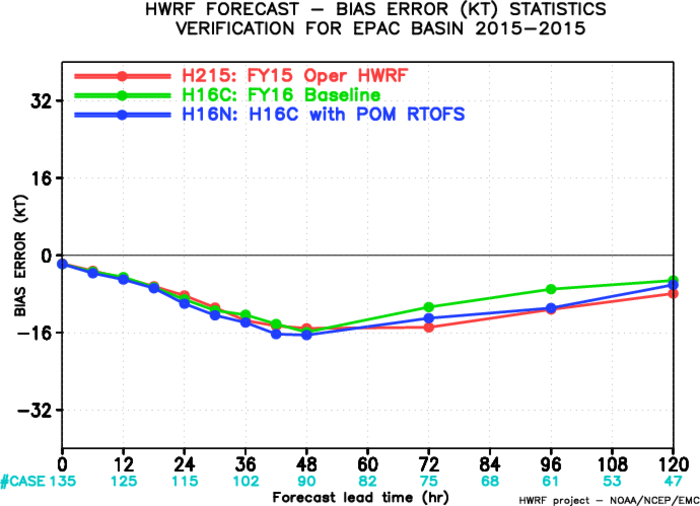 HWRF FORECAST – BIAS ERROR (KT) STATISTICS
VERIFICATION FOR EPAC BASIN 2015–2015
H215: FY15 Oper HWRF
H16C: FY16 Baseline
H16N: H16C with POM RTOFS
BIAS ERROR (KT)
32
16
0
–16
–32
0 12 24 36 48 60 72 84 96 108 120
#CASE 135 125 115 102 90 82 75 68 61 53 47
Forecast lead time (hr)
HWRF project – NOAA/NCEP/EMC